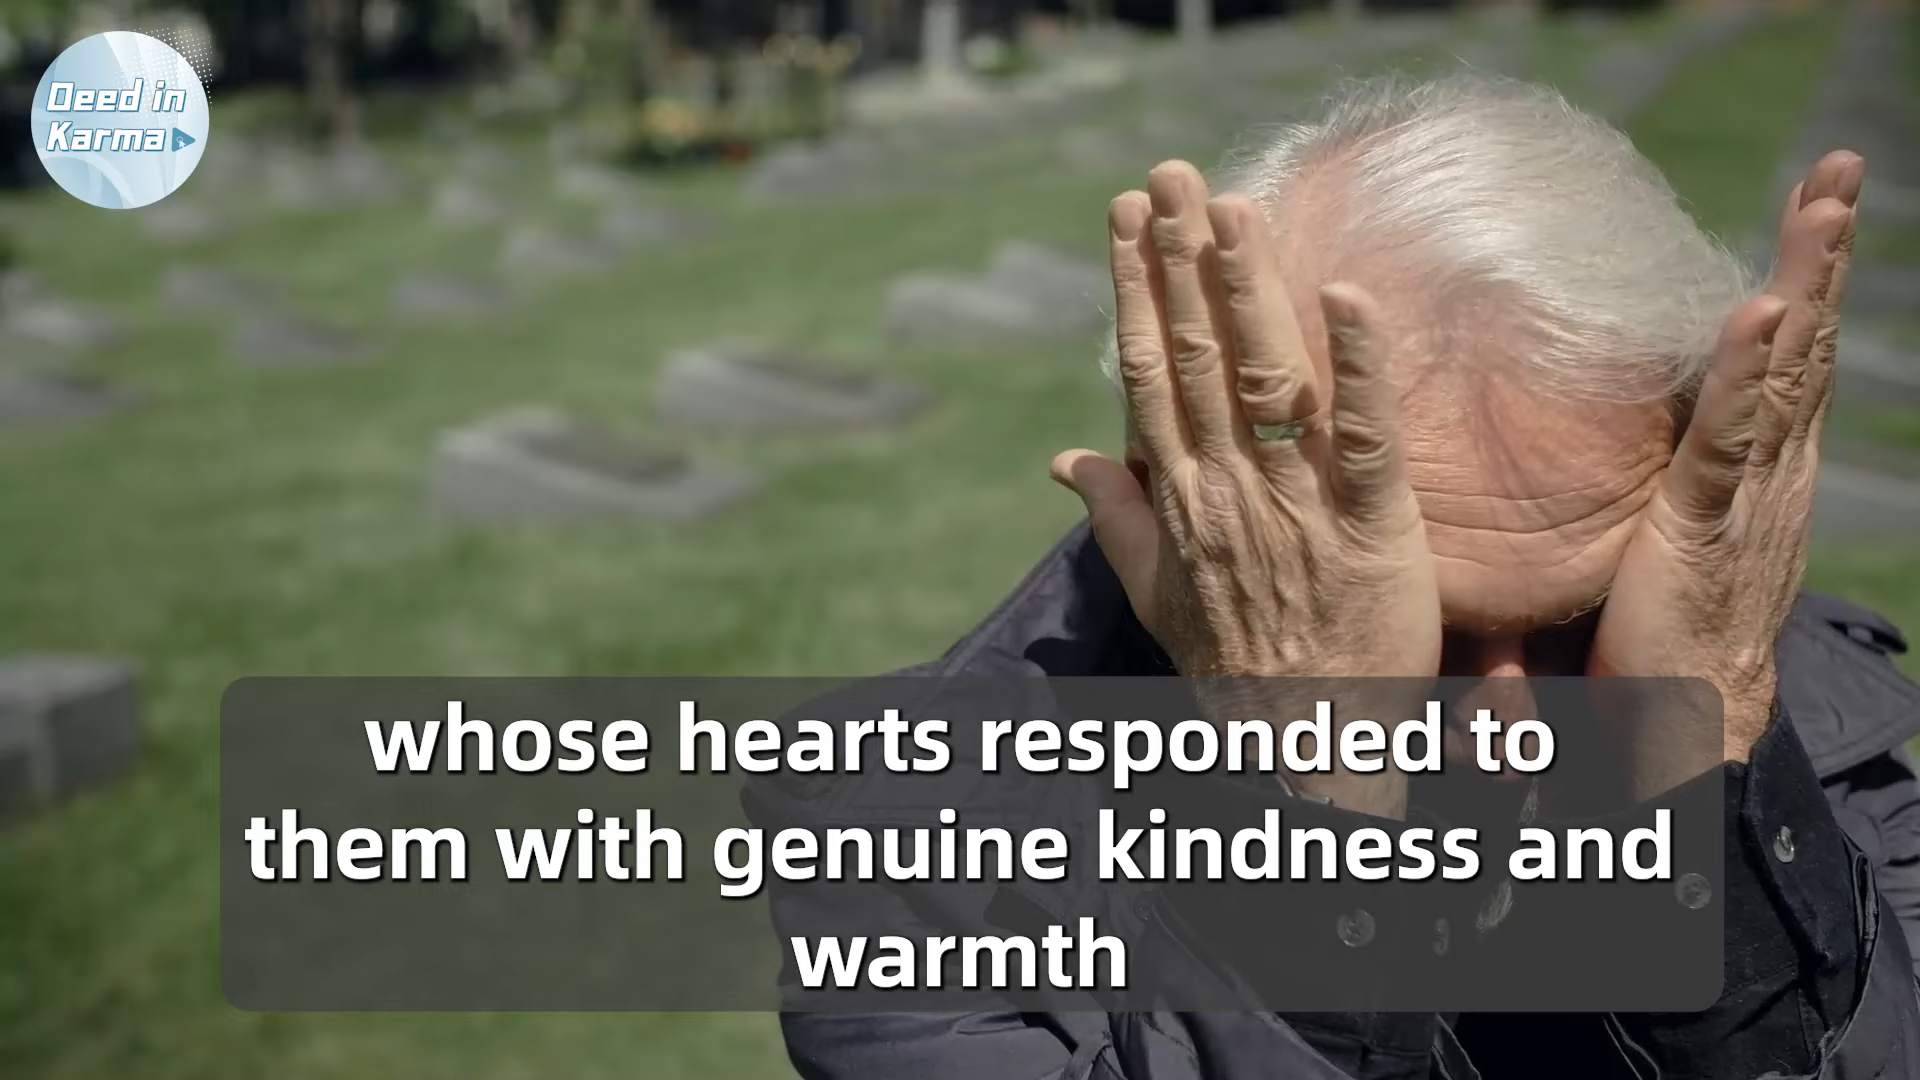 Deed in
Karma
whose hearts responded to
them with genuine kindness and
warmth